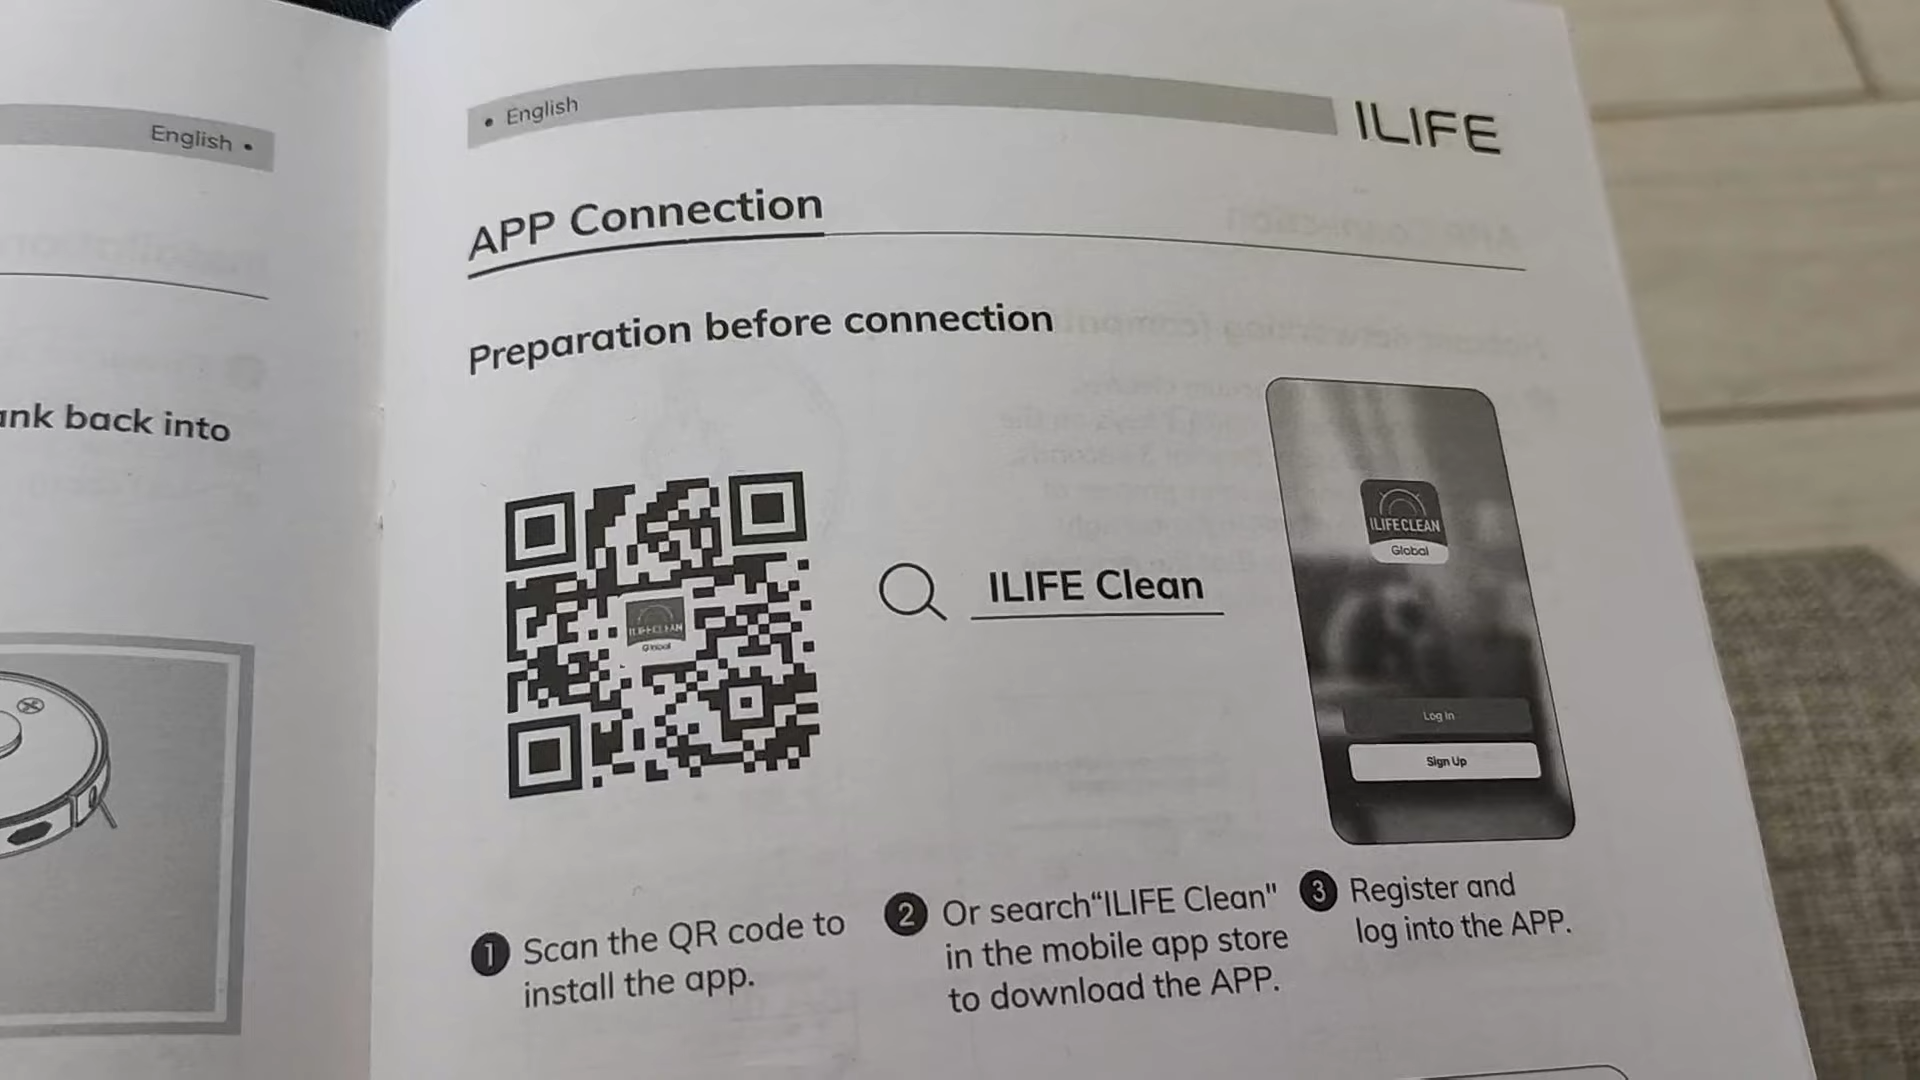 English •
ank back into
• English
ILIFE
APP Connection
Preparation before connection
ILIFECLEAN
Global
ILIFE Clean
ILIFECLEAN
Global
Log In
Sign Up
1 Scan the QR code to
install the app.
2 Or search“ILIFE Clean"
in the mobile app store
to download the APP.
3 Register and
log into the APP.